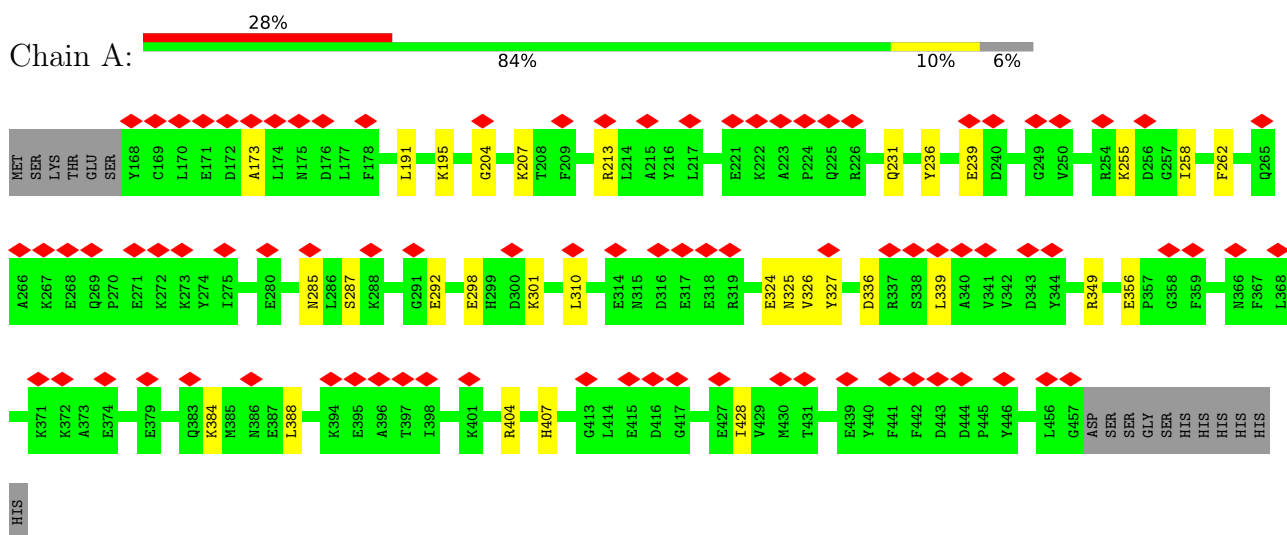 28%
Chain A:
84% 10% 6%
MET SER LYS THR GLU SER Y168 C169 L170 E171 D172 A173 L174 N175 D176 L177 F178 L191 K195 G204 K207 T208 F209 R213 L214 A215 Y216 L217 E221 K222 A223 P224 Q225 R226 Q231 Y236 E239 D240 G249 V250 R254 K255 D256 G257 I258 F262 Q265
A266 K267 E268 Q269 P270 E271 K272 K273 Y274 I275 E280 N285 L286 S287 K288 G291 E292 E298 H299 D300 K301 L310 E314 N315 D316 E317 E318 R319 E324 N325 V326 Y327 D336 R337 S338 L339 A340 V341 V342 D343 Y344 R349 E356 P357 G358 F359 N366 F367 L368
K371 K372 A373 E374 E379 Q383 K384 M385 N386 E387 L388 K394 E395 A396 T397 I398 K401 R404 H407 G413 L414 E415 D416 G417 E427 I428 V429 M430 T431 E439 Y440 F441 F442 D443 D444 P445 Y446 L456 G457 ASP SER SER GLY SER HIS HIS HIS HIS HIS
HIS